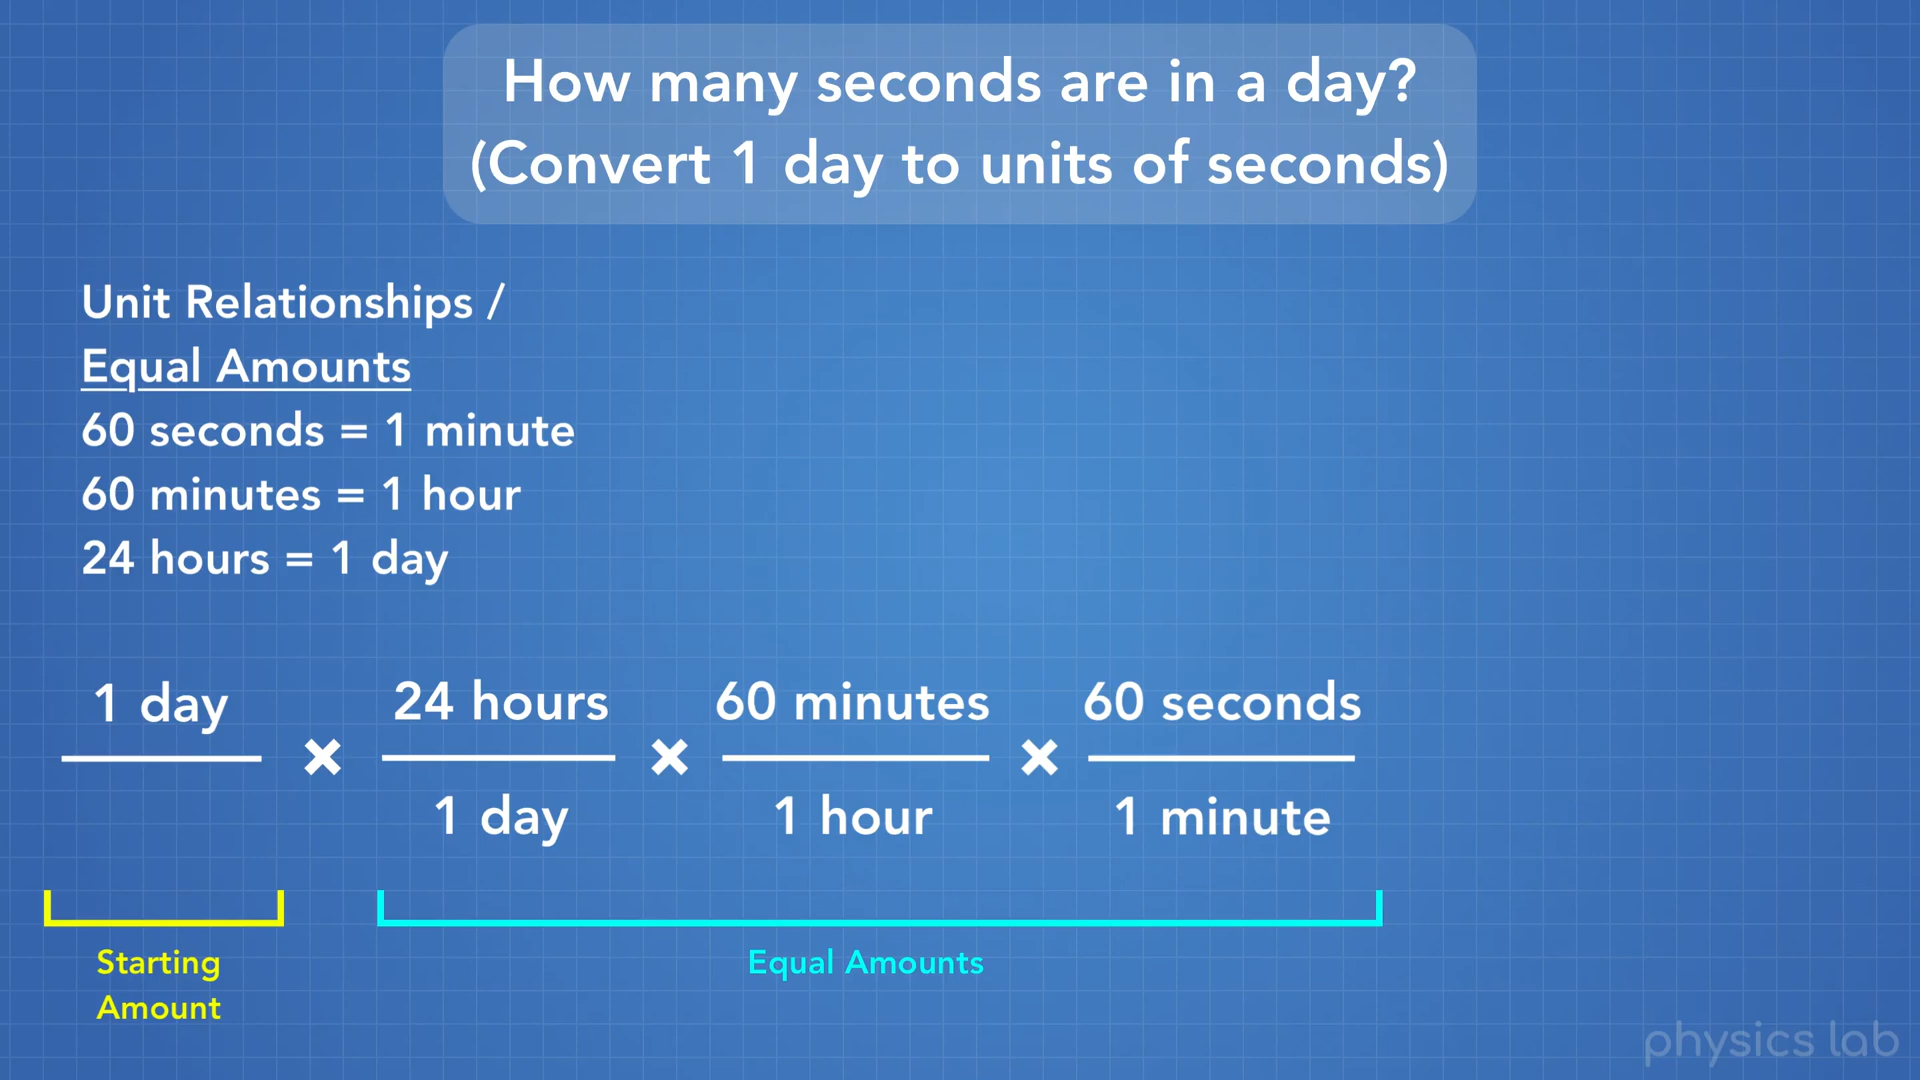 How many seconds are in a day?
(Convert 1 day to units of seconds)
Unit Relationships /
Equal Amounts
60 seconds = 1 minute
60 minutes = 1 hour
24 hours = 1 day
1 day
×
24 hours
1 day
×
60 minutes
1 hour
×
60 seconds
1 minute
Starting
Amount
Equal Amounts
physics lab